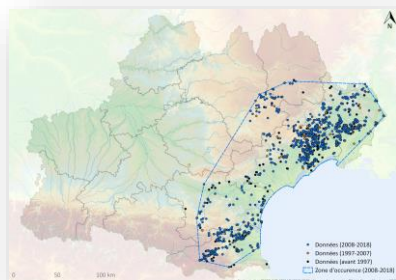 N
Données (2008-2018)
Données (1997-2007)
Données (avant 1997)
Zone d'occurence (2008-2018)
0 50 100 km